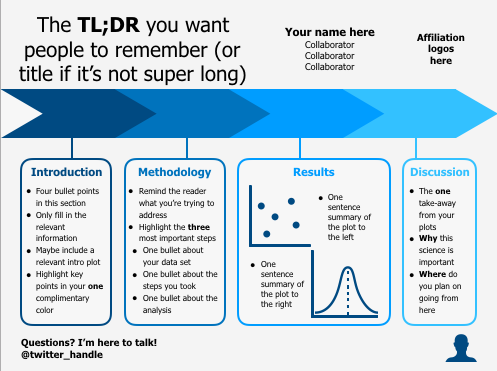 The TL;DR you want
people to remember (or
title if it's not super long)
Your name here
Collaborator
Collaborator
Collaborator
Affiliation
logos
here
Introduction
• Four bullet points
in this section
• Only fill in the
relevant
information
• Maybe include a
relevant intro plot
• Highlight key
points in your one
complimentary
color
Methodology
• Remind the reader
what you're trying to
address
• Highlight the three
most important steps
• One bullet about
your data set
• One bullet about the
steps you took
• One bullet about the
analysis
Results
• One
sentence
summary of
the plot to
the left
• One
sentence
summary of
the plot to
the right
Discussion
• The one
take-away
from your
plots
• Why this
science is
important
• Where do
you plan on
going from
here
Questions? I'm here to talk!
@twitter_handle